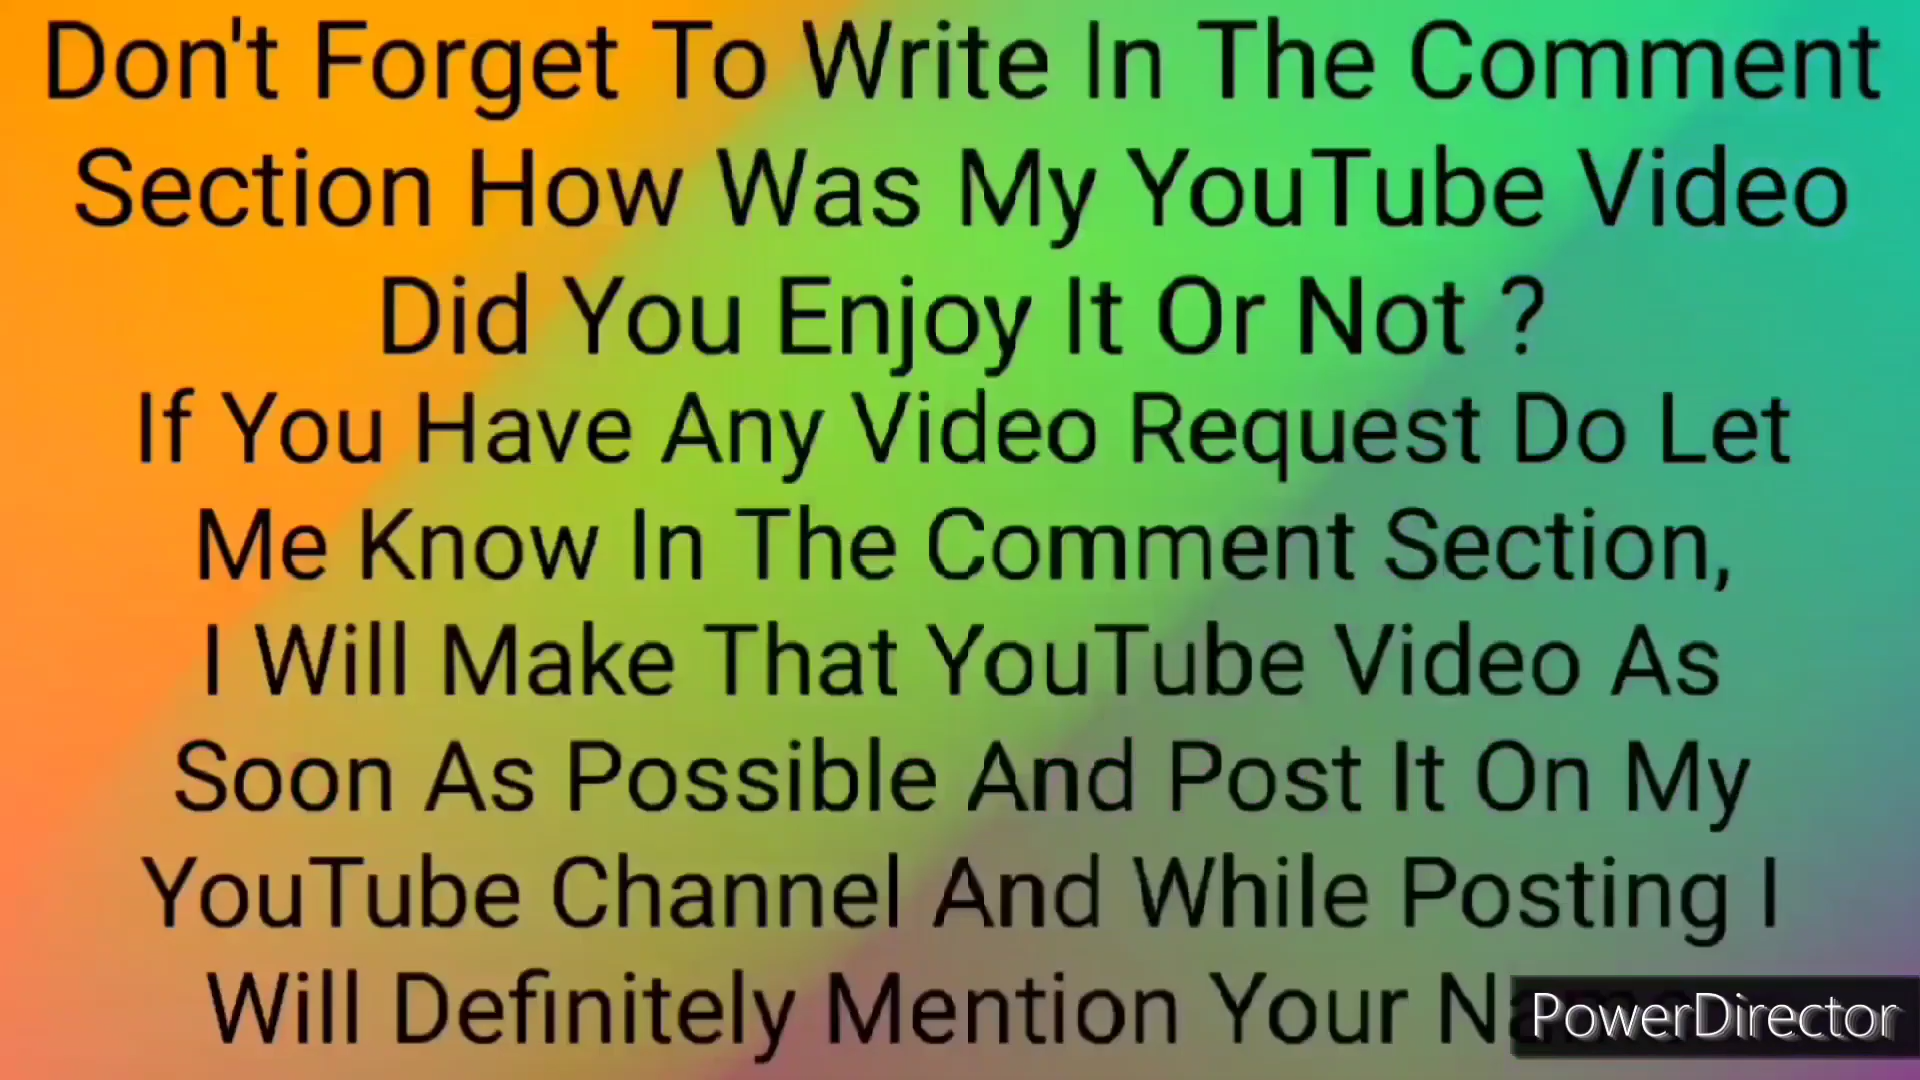 Don't Forget To Write In The Comment
Section How Was My YouTube Video
Did You Enjoy It Or Not ?
If You Have Any Video Request Do Let
Me Know In The Comment Section,
I Will Make That YouTube Video As
Soon As Possible And Post It On My
YouTube Channel And While Posting I
Will Definitely Mention Your
PowerDirector